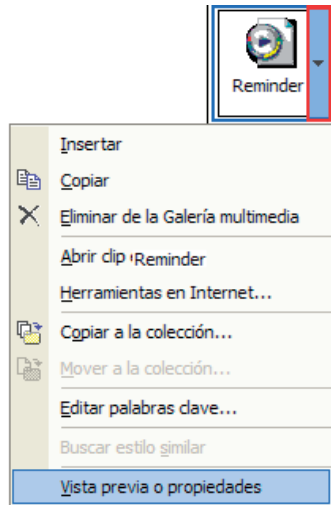 Reminder
Insertar
Copiar
Eliminar de la Galería multimedia
Abrir clip Reminder
Herramientas en Internet...
Copiar a la colección...
Mover a la colección...
Editar palabras clave...
Buscar estilo similar
Vista previa o propiedades